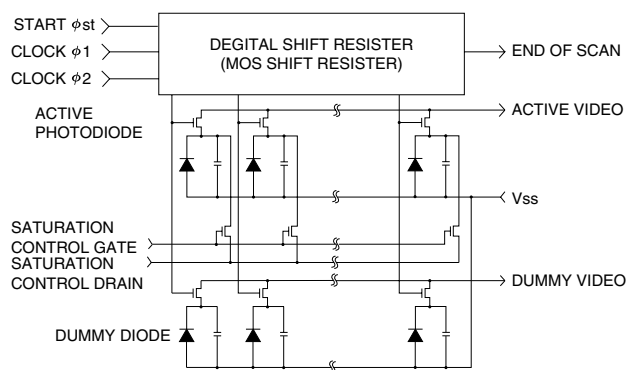 START ϕst
CLOCK ϕ1
CLOCK ϕ2
DEGITAL SHIFT RESISTER
(MOS SHIFT RESISTER)
END OF SCAN
ACTIVE
PHOTODIODE
ACTIVE VIDEO
Vss
SATURATION
CONTROL GATE
SATURATION
CONTROL DRAIN
DUMMY VIDEO
DUMMY DIODE